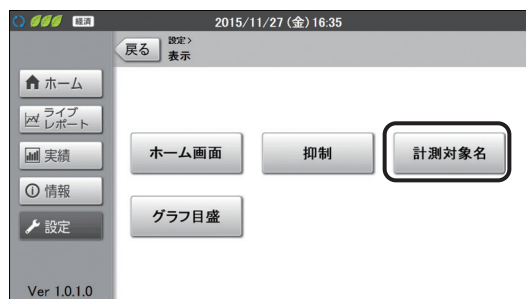 経済 2015/11/27(金)16:35
戻る
設定>
表示
ホーム
ライブ
レポート
実績
情報
設定
ホーム画面 抑制 計測対象名
グラフ目盛
Ver 1.0.1.0